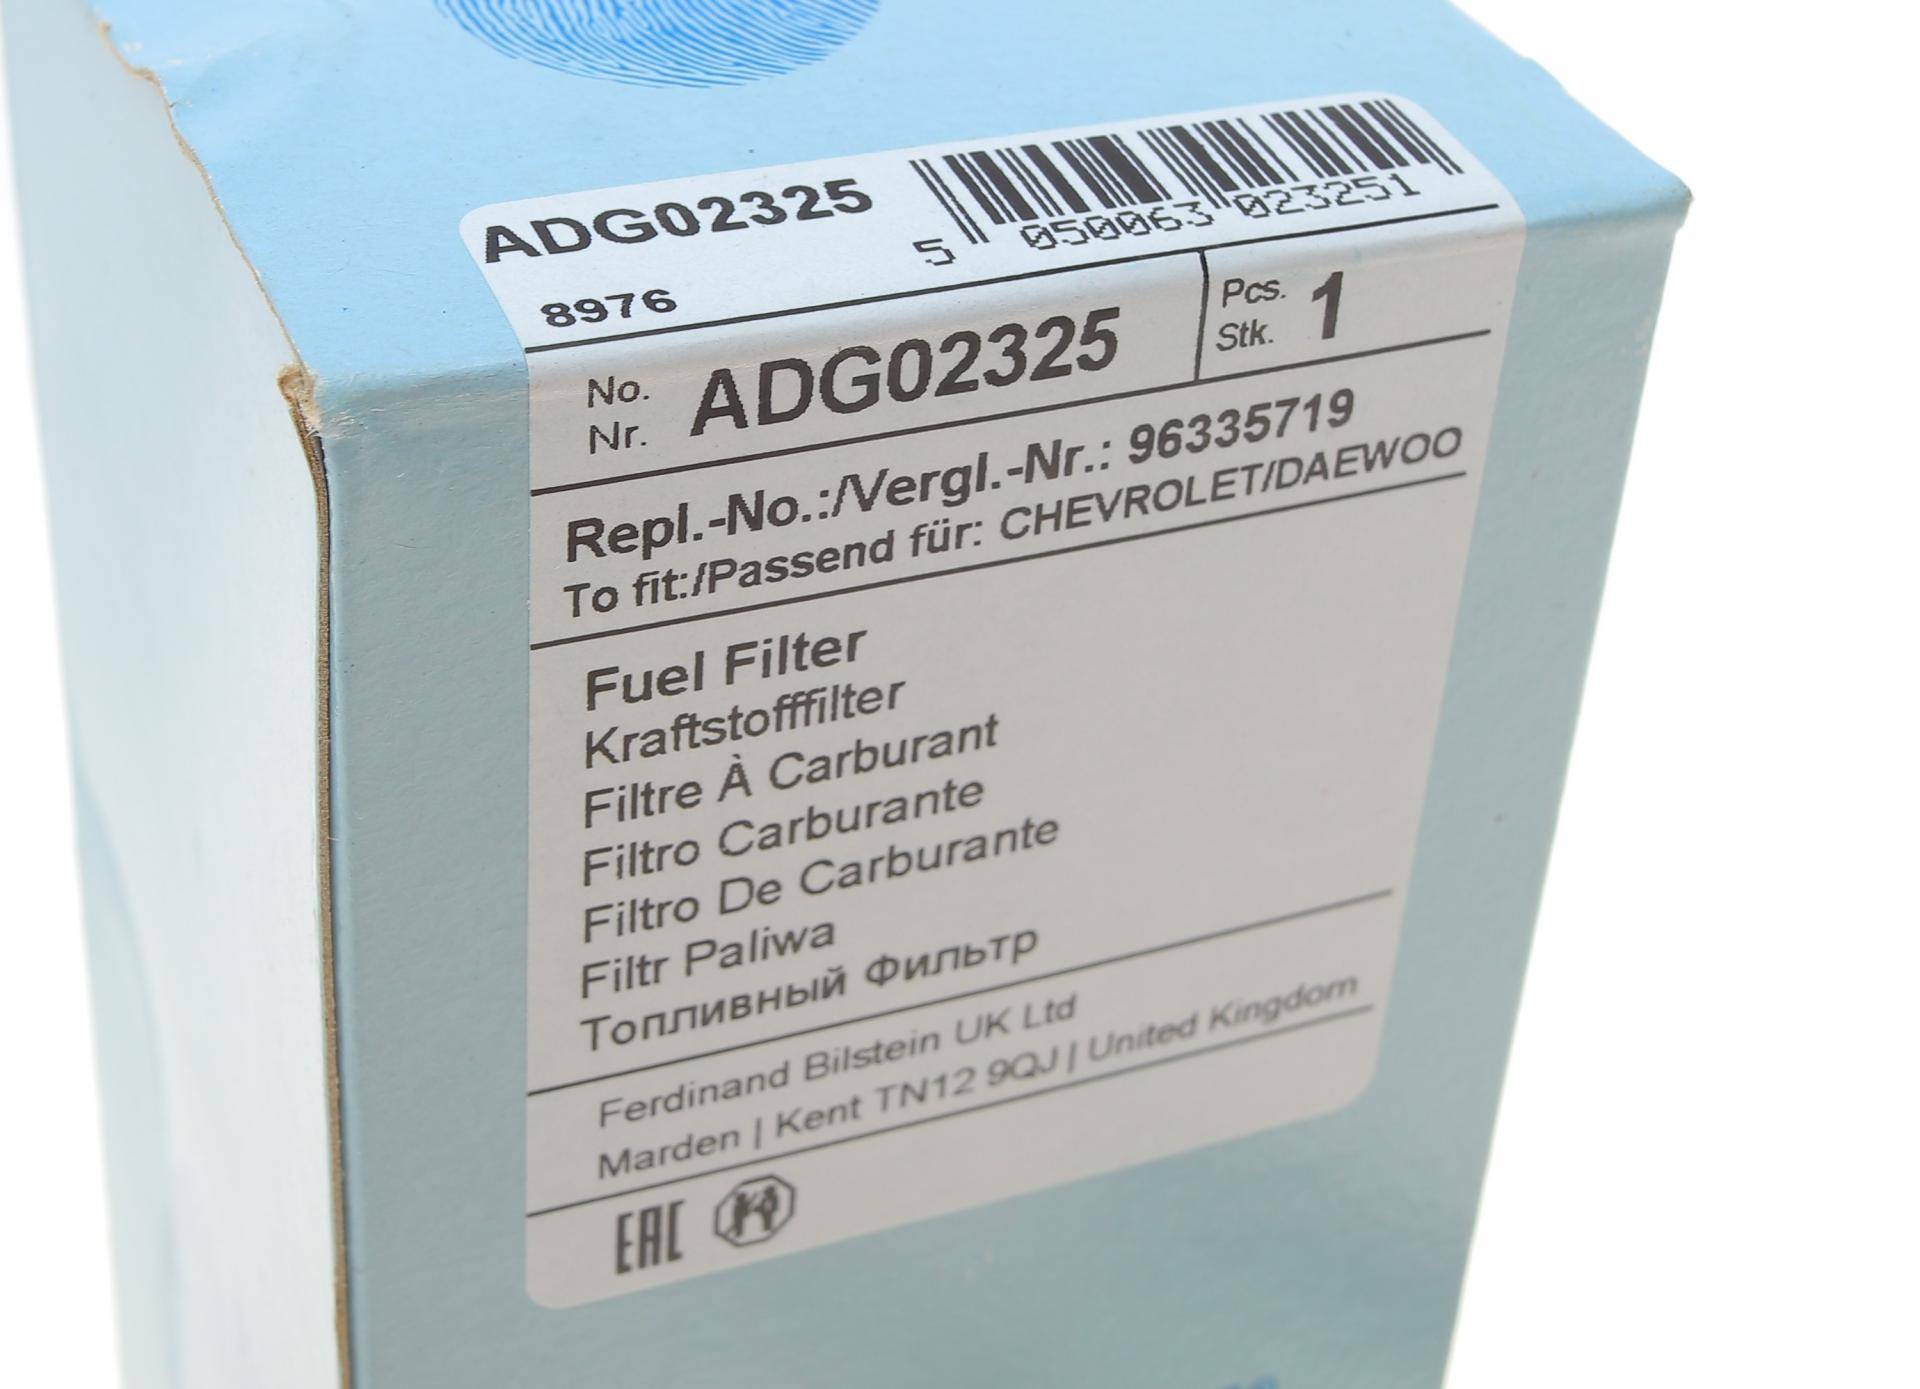 ADG02325
5 050063 023251
8976
No.
Nr.
ADG02325
Pcs.
Stk.
1
Repl.-No.:/Vergl.-Nr.: 96335719
To fit:/Passend für: CHEVROLET/DAEWOO
Fuel Filter
Kraftstofffilter
Filtre À Carburant
Filtro Carburante
Filtro De Carburante
Filtr Paliwa
Топливный Фильтр
Ferdinand Bilstein UK Ltd
Marden | Kent TN12 9QJ | United Kingdom
EAC